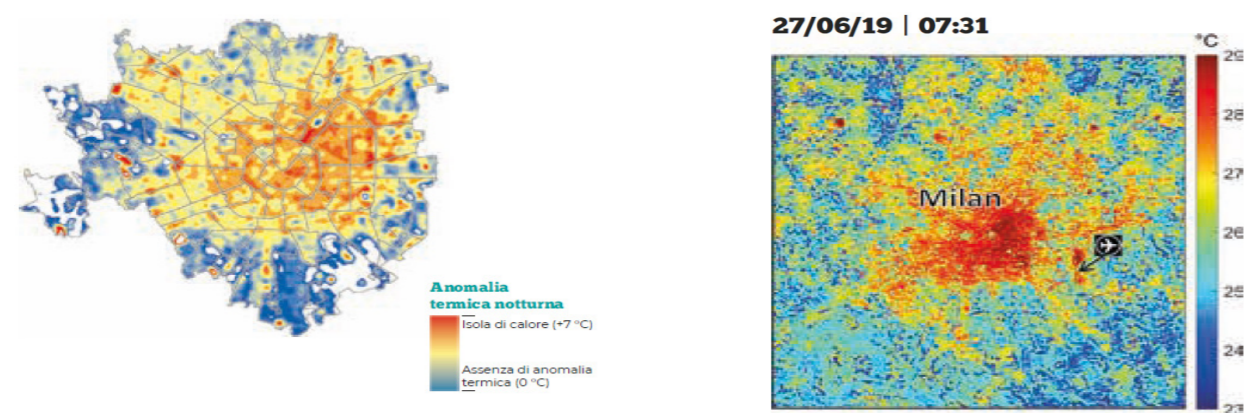 Anomalia
termica notturna
Isola di calore (+7 °C)
Assenza di anomalia
termica (0 °C)
27/06/19 | 07:31
°C
29
28
27
26
25
24
23
Milan